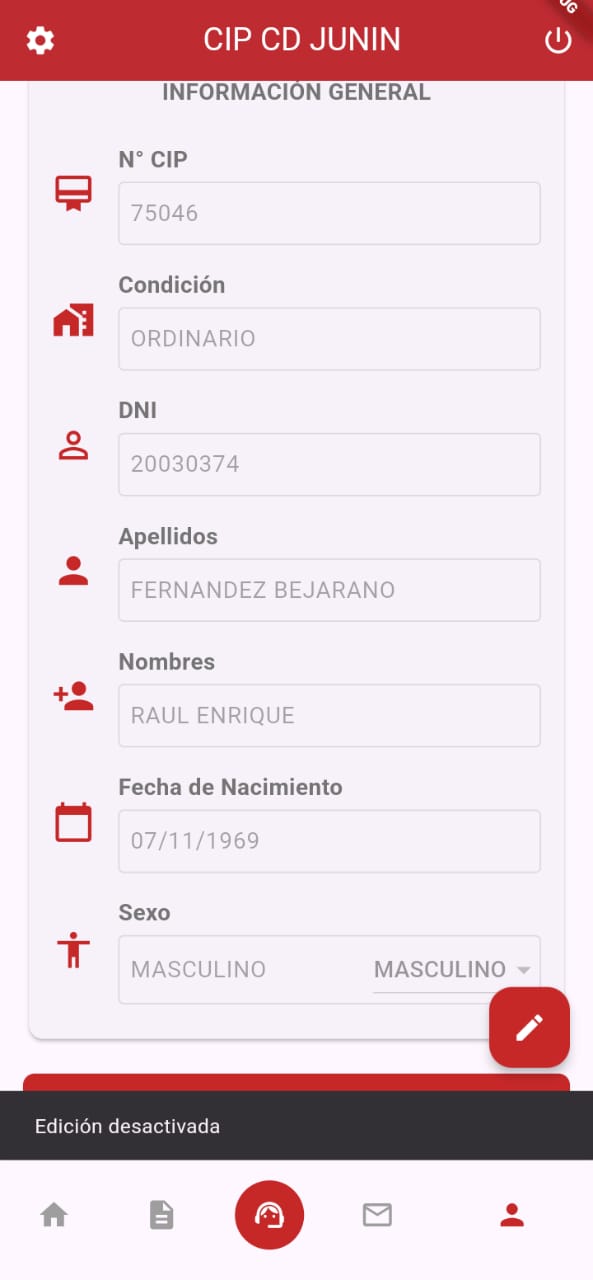 CIP CD JUNIN
INFORMACIÓN GENERAL
N° CIP
75046
Condición
ORDINARIO
DNI
20030374
Apellidos
FERNANDEZ BEJARANO
Nombres
RAUL ENRIQUE
Fecha de Nacimiento
07/11/1969
Sexo
MASCULINO MASCULINO
Edición desactivada